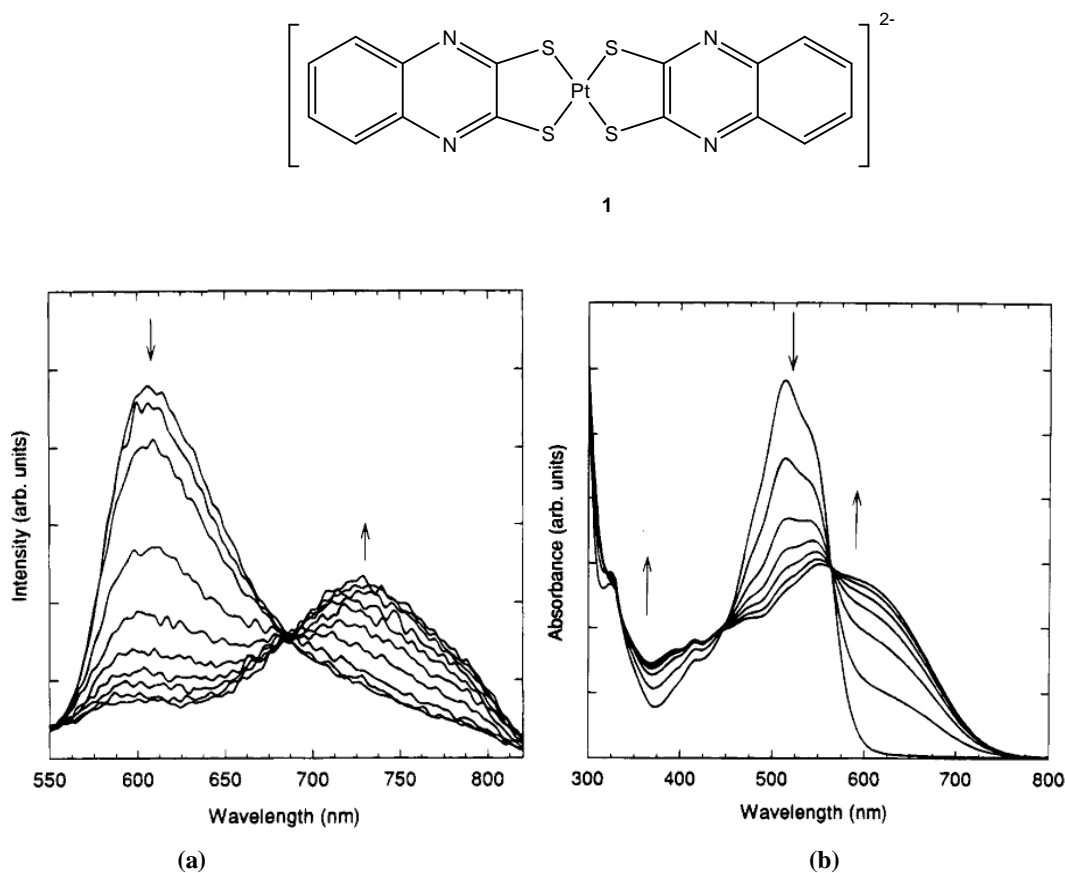 2-
N
S
S
N
Pt
N
S
S
N
1
Intensity (arb. units)
550
600
650
700
750
800
Wavelength (nm)
(a)
Absorbance (arb. units)
300
400
500
600
700
800
Wavelength (nm)
(b)